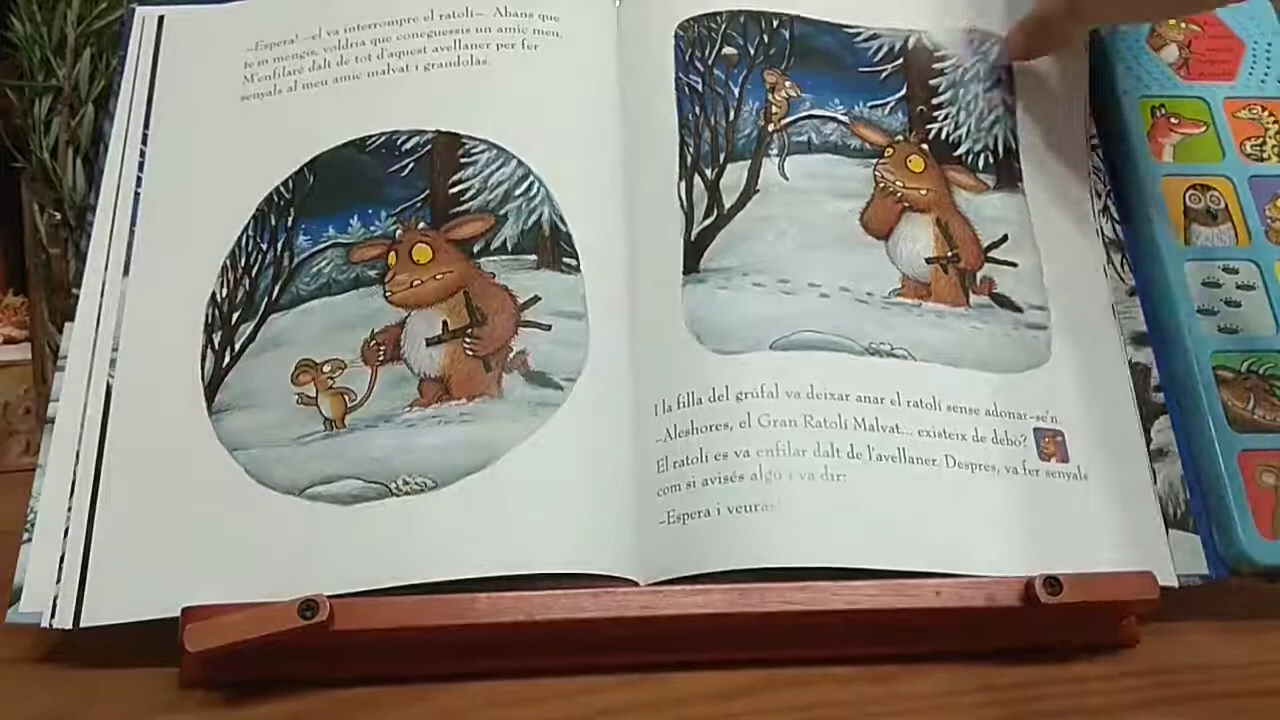 –Espera! –el va interrompre el ratolí–. Abans que
te'm mengis, voldria que coneguessis un amic meu.
M'enfilaré dalt de tot d'aquest avellaner per fer
senyals al meu amic malvat i grandolàs.
I la filla del grúfal va deixar anar el ratolí sense adonar-se'n.
–Aleshores, el Gran Ratolí Malvat... existeix de debò?
El ratolí es va enfilar dalt de l'avellaner. Despres, va fer senyals
com si avisés algú i va dir:
–Espera i veuràs!